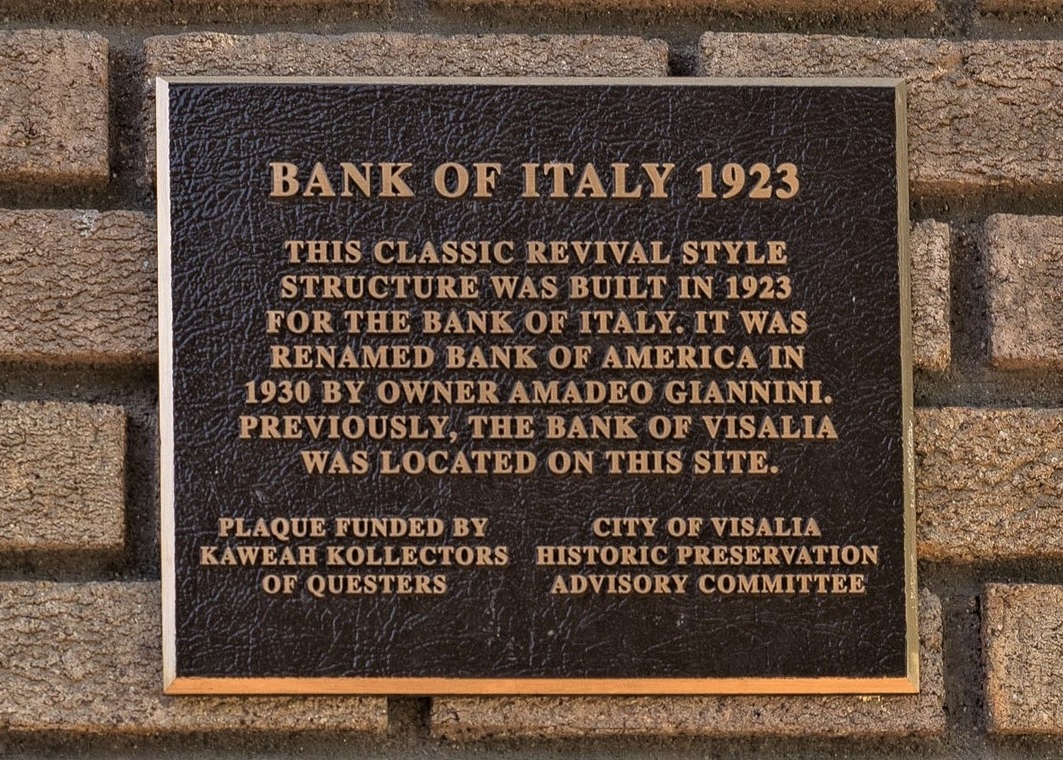 BANK OF ITALY 1923
THIS CLASSIC REVIVAL STYLE
STRUCTURE WAS BUILT IN 1923
FOR THE BANK OF ITALY. IT WAS
RENAMED BANK OF AMERICA IN
1930 BY OWNER AMADEO GIANNINI.
PREVIOUSLY, THE BANK OF VISALIA
WAS LOCATED ON THIS SITE.
PLAQUE FUNDED BY
KAWEAH KOLLECTORS
OF QUESTERS
CITY OF VISALIA
HISTORIC PRESERVATION
ADVISORY COMMITTEE